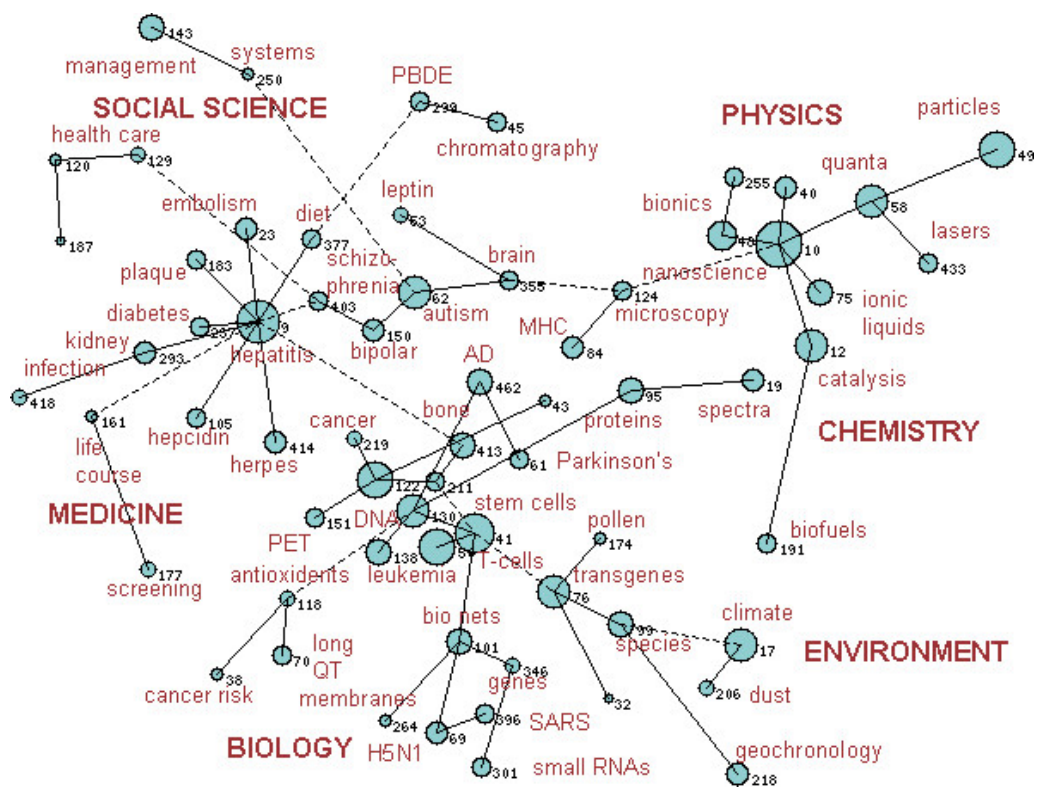 143
systems
management
250
PBDE
SOCIAL SCIENCE
299
45
chromatography
PHYSICS
particles
49
health care
120
129
187
quanta
255
40
58
bionics
48
10
lasers
433
nanoscience
75
ionic
liquids
embolism
23
diet
377
leptin
53
plaque
183
schizo-
phrenia
403
brain
355
62
autism
124
microscopy
diabetes
237
9
hepatitis
150
bipolar
MHC
84
12
catalysis
kidney
293
infection
418
AD
462
161
105
hepcidin
414
herpes
life
course
cancer
219
bone
43
413
95
proteins
19
spectra
CHEMISTRY
61
Parkinson's
122
211
MEDICINE
151
PET
DNA
130
stem cells
41
138
leukemia
T-cells
pollen
174
biofuels
191
177
screening
antioxidents
118
transgenes
76
bio nets
101
99
species
climate
17
ENVIRONMENT
long
QT
70
38
cancer risk
membranes
264
346
genes
32
206
dust
BIOLOGY
H5N1
69
396
SARS
301
small RNAs
geochronology
218